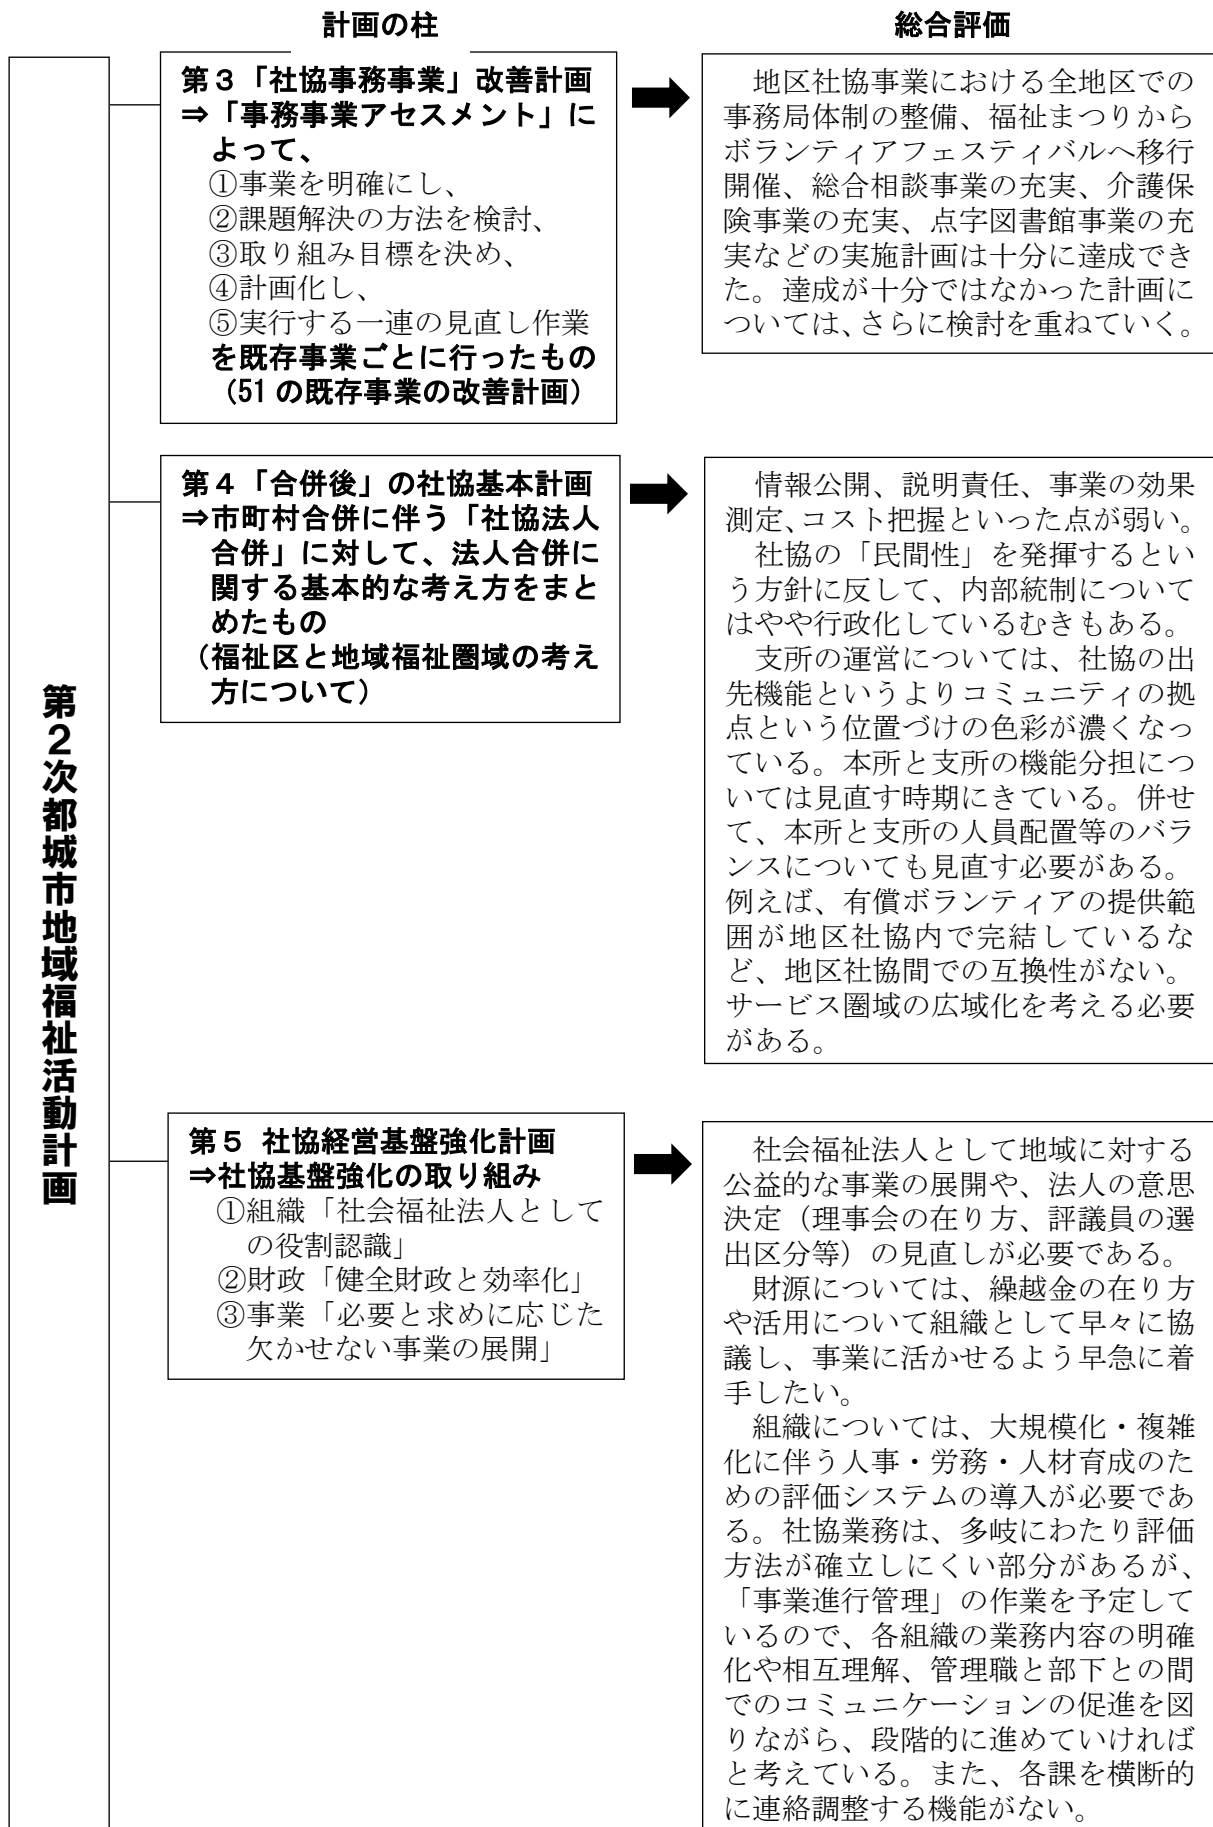 計画の柱
総合評価
第2次都城市地域福祉活動計画
第３「社協事務事業」改善計画
⇒「事務事業アセスメント」に
よって、
①事業を明確にし、
②課題解決の方法を検討、
③取り組み目標を決め、
④計画化し、
⑤実行する一連の見直し作業
を既存事業ごとに行ったもの
（51 の既存事業の改善計画）
地区社協事業における全地区での
事務局体制の整備、福祉まつりから
ボランティアフェスティバルへ移行
開催、総合相談事業の充実、介護保
険事業の充実、点字図書館事業の充
実などの実施計画は十分に達成でき
た。達成が十分ではなかった計画に
ついては、さらに検討を重ねていく。
第４「合併後」の社協基本計画
⇒市町村合併に伴う「社協法人
合併」に対して、法人合併に
関する基本的な考え方をまと
めたもの
（福祉区と地域福祉圏域の考え
方について）
情報公開、説明責任、事業の効果
測定、コスト把握といった点が弱い。
社協の「民間性」を発揮するとい
う方針に反して、内部統制について
はやや行政化しているむきもある。
支所の運営については、社協の出
先機能というよりコミュニティの拠
点という位置づけの色彩が濃くなっ
ている。本所と支所の機能分担につ
いては見直す時期にきている。併せ
て、本所と支所の人員配置等のバラ
ンスについても見直す必要がある。
例えば、有償ボランティアの提供範
囲が地区社協内で完結しているな
ど、地区社協間での互換性がない。
サービス圏域の広域化を考える必要
がある。
第５ 社協経営基盤強化計画
⇒社協基盤強化の取り組み
①組織「社会福祉法人として
の役割認識」
②財政「健全財政と効率化」
③事業「必要と求めに応じた
欠かせない事業の展開」
社会福祉法人として地域に対する
公益的な事業の展開や、法人の意思
決定（理事会の在り方、評議員の選
出区分等）の見直しが必要である。
財源については、繰越金の在り方
や活用について組織として早々に協
議し、事業に活かせるよう早急に着
手したい。
組織については、大規模化・複雑
化に伴う人事・労務・人材育成のた
めの評価システムの導入が必要であ
る。社協業務は、多岐にわたり評価
方法が確立しにくい部分があるが、
「事業進行管理」の作業を予定して
いるので、各組織の業務内容の明確
化や相互理解、管理職と部下との間
でのコミュニケーションの促進を図
りながら、段階的に進めていければ
と考えている。また、各課を横断的
に連絡調整する機能がない。